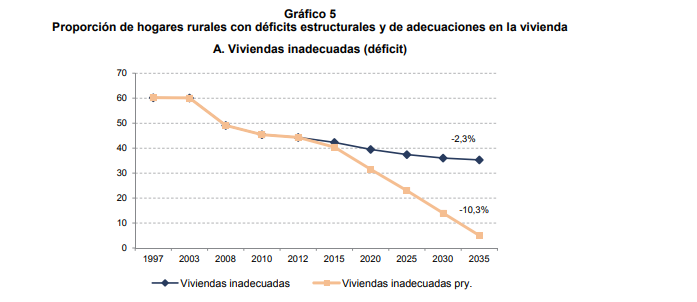 Gráfico 5
Proporción de hogares rurales con déficits estructurales y de adecuaciones en la vivienda
A. Viviendas inadecuadas (déficit)
70
60
50
40
30
20
10
0
-2,3%
-10,3%
1997 2003 2008 2010 2012 2015 2020 2025 2030 2035
Viviendas inadecuadas Viviendas inadecuadas pry.